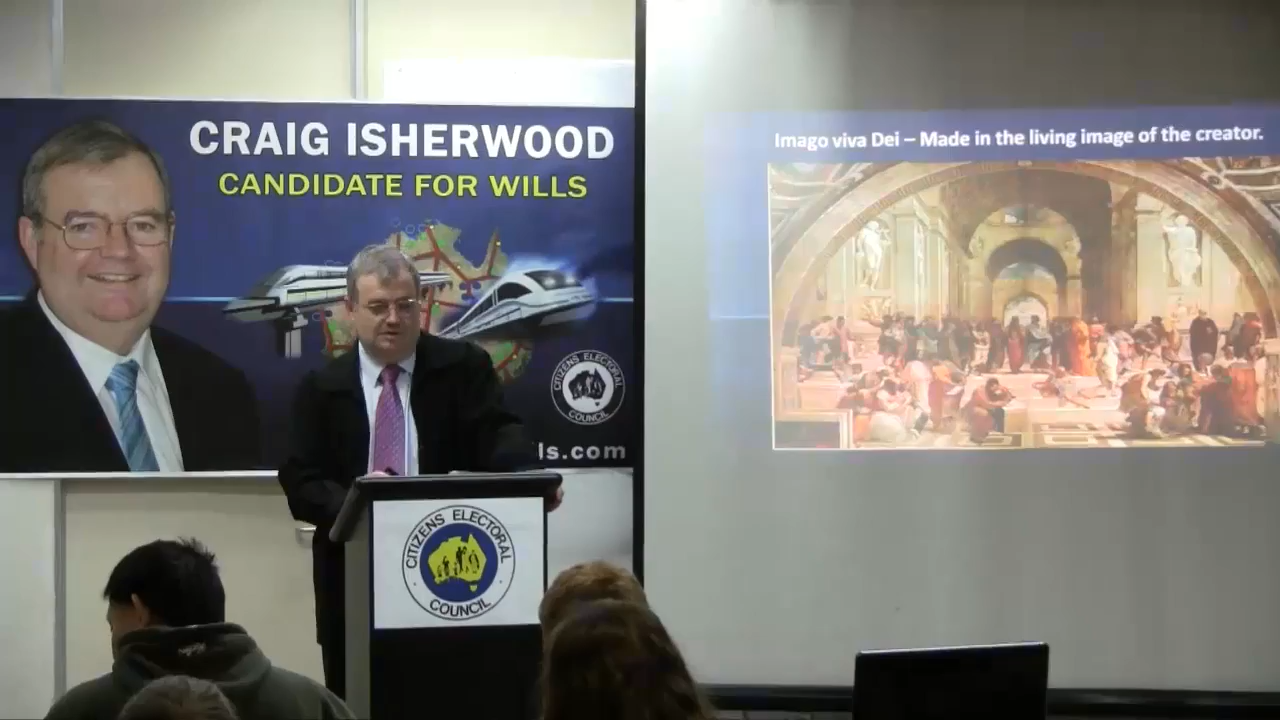 CRAIG ISHERWOOD
CANDIDATE FOR WILLS
CITIZENS ELECTORAL
COUNCIL
ls.com
Imago viva Dei – Made in the living image of the creator.
CITIZENS ELECTORAL
COUNCIL